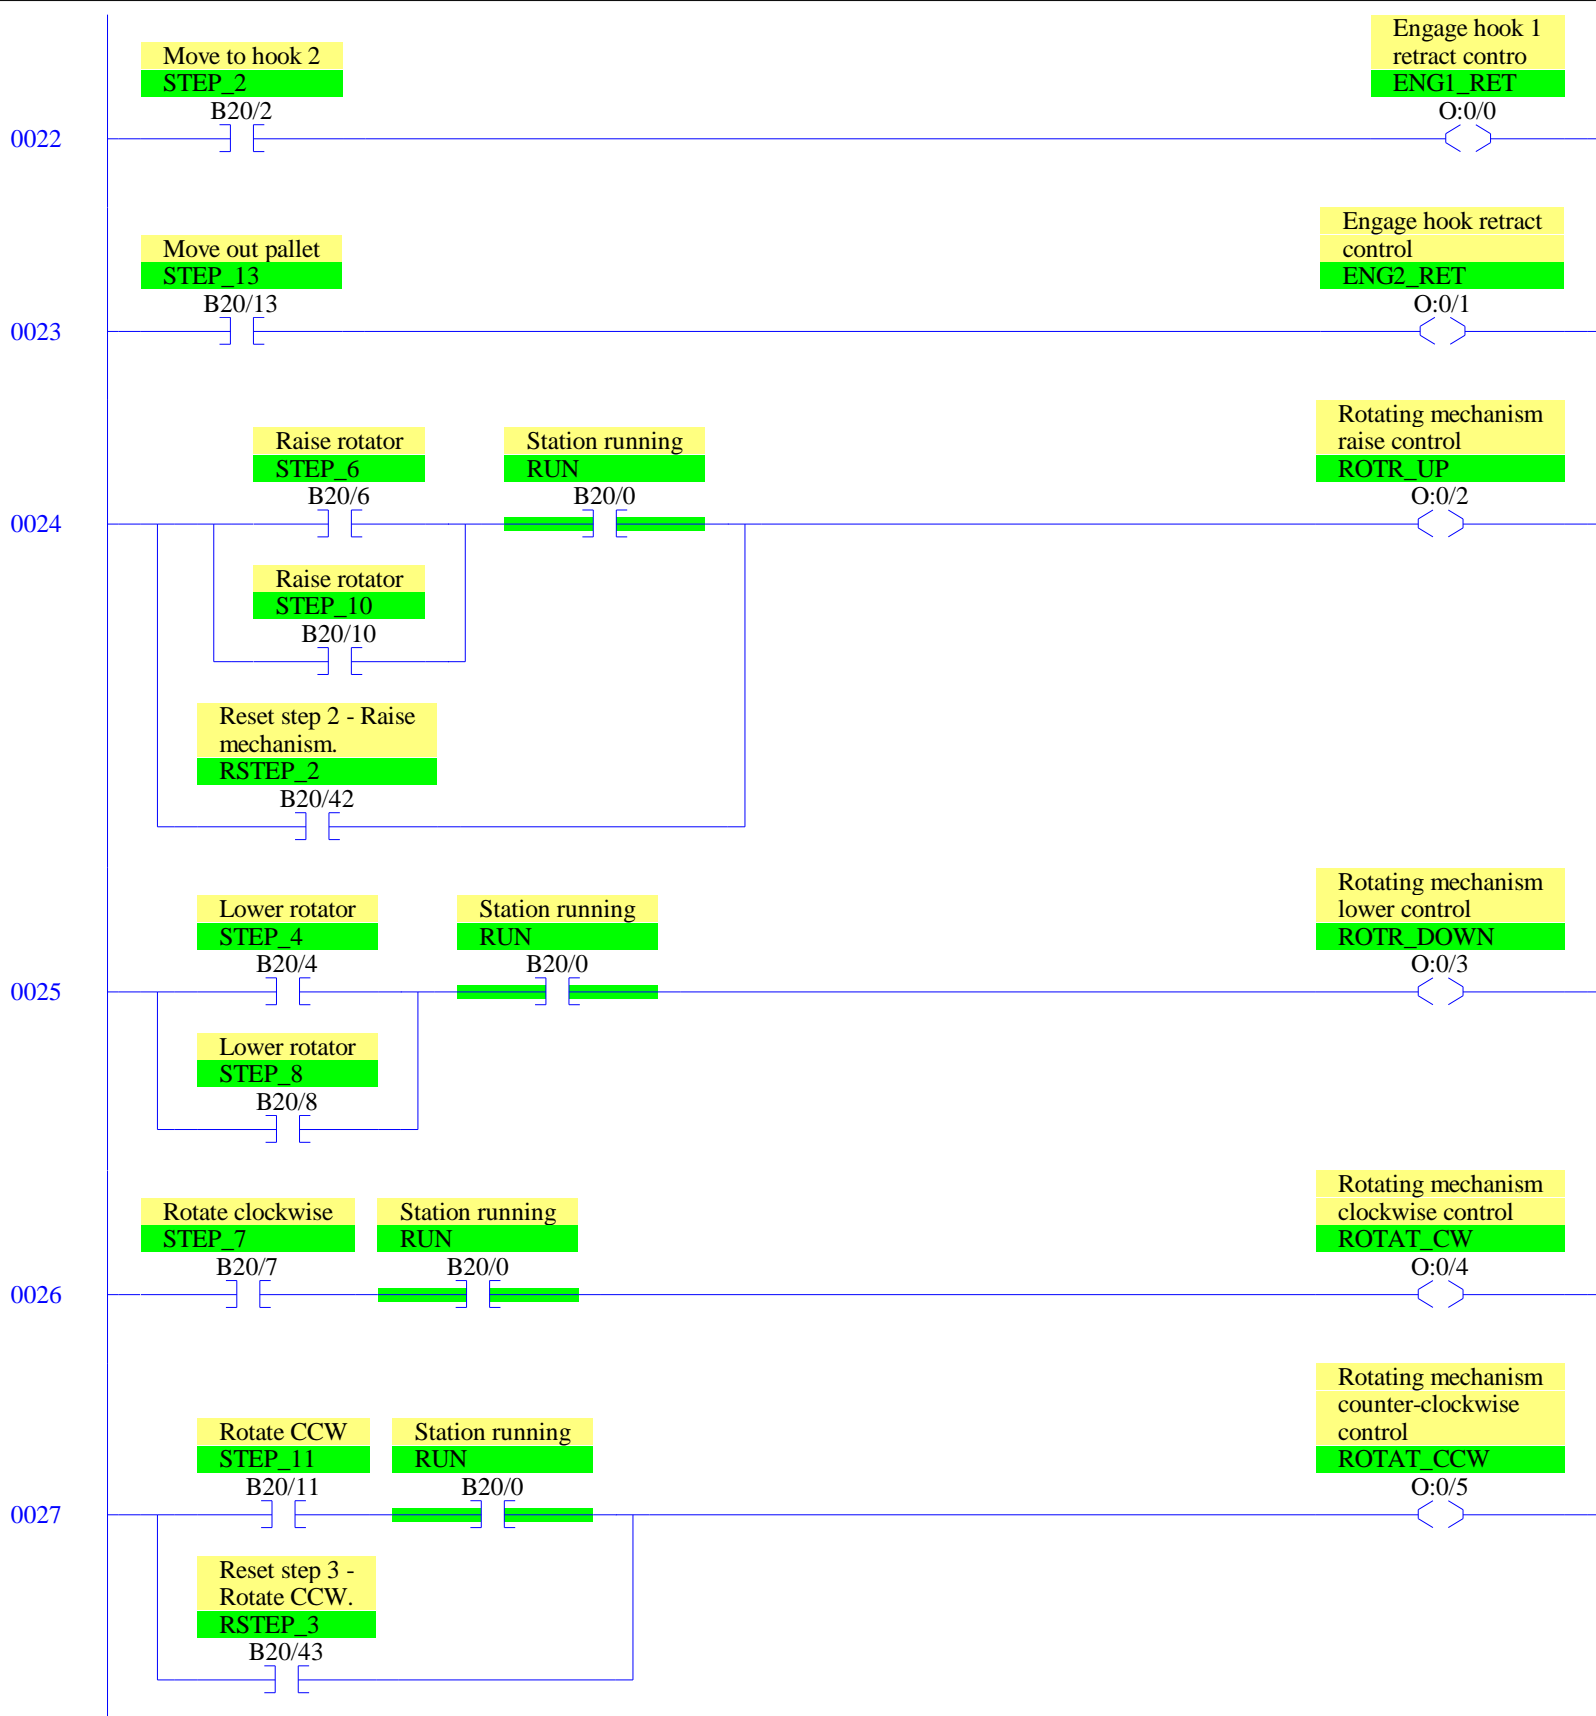 Move to hook 2
STEP_2
B20/2
Engage hook 1
retract contro
ENG1_RET
O:0/0
0022
Move out pallet
STEP_13
B20/13
Engage hook retract
control
ENG2_RET
O:0/1
0023
Raise rotator
STEP_6
B20/6
Station running
RUN
B20/0
Rotating mechanism
raise control
ROTR_UP
O:0/2
0024
Raise rotator
STEP_10
B20/10
Reset step 2 - Raise
mechanism.
RSTEP_2
B20/42
Lower rotator
STEP_4
B20/4
Station running
RUN
B20/0
Rotating mechanism
lower control
ROTR_DOWN
O:0/3
0025
Lower rotator
STEP_8
B20/8
Rotate clockwise
STEP_7
B20/7
Station running
RUN
B20/0
Rotating mechanism
clockwise control
ROTAT_CW
O:0/4
0026
Rotate CCW
STEP_11
B20/11
Station running
RUN
B20/0
Rotating mechanism
counter-clockwise
control
ROTAT_CCW
O:0/5
0027
Reset step 3 -
Rotate CCW.
RSTEP_3
B20/43